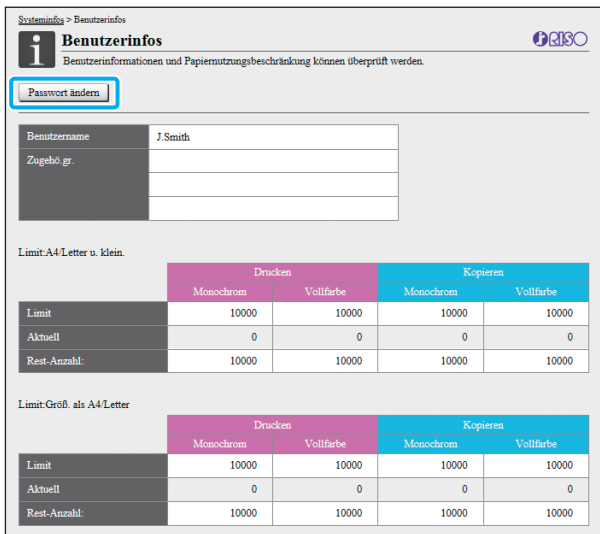 Systeminfos > Benutzerinfos
Benutzerinfos
RISO
Benutzerinformationen und Papiernutzungsbeschränkung können überprüft werden.
Passwort ändern
Benutzername J.Smith
Zugehö.gr.
Limit:A4/Letter u. klein.
Drucken Kopieren
Monochrom Vollfarbe Monochrom Vollfarbe
Limit 10000 10000 10000 10000
Aktuell 0 0 0 0
Rest-Anzahl: 10000 10000 10000 10000
Limit:Größ. als A4/Letter
Drucken Kopieren
Monochrom Vollfarbe Monochrom Vollfarbe
Limit 10000 10000 10000 10000
Aktuell 0 0 0 0
Rest-Anzahl: 10000 10000 10000 10000